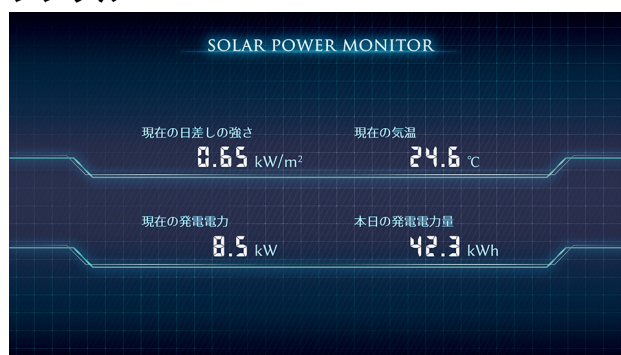 SOLAR POWER MONITOR
現在の日差しの強さ 現在の気温
0.65 kW/m² 24.6 ℃
現在の発電電力 本日の発電電力量
8.5 kW 42.3 kWh